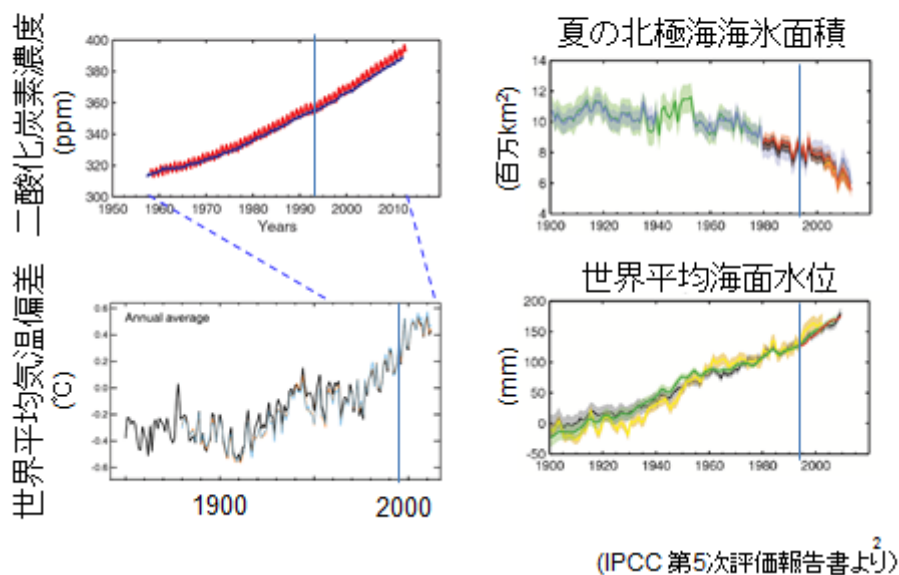 二酸化炭素濃度
(ppm)
400
380
360
340
320
300
1950 1960 1970 1980 1990 2000 2010
Years
夏の北極海海氷面積
(百万km²)
14
12
10
8
6
4
1900 1920 1940 1960 1980 2000
世界平均気温偏差
(℃)
Annual average
0.6
0.4
0.2
0.0
-0.2
-0.4
-0.6
1900 2000
世界平均海面水位
(mm)
200
150
100
50
0
-50
1900 1920 1940 1960 1980 2000
2
(IPCC 第5次評価報告書より)